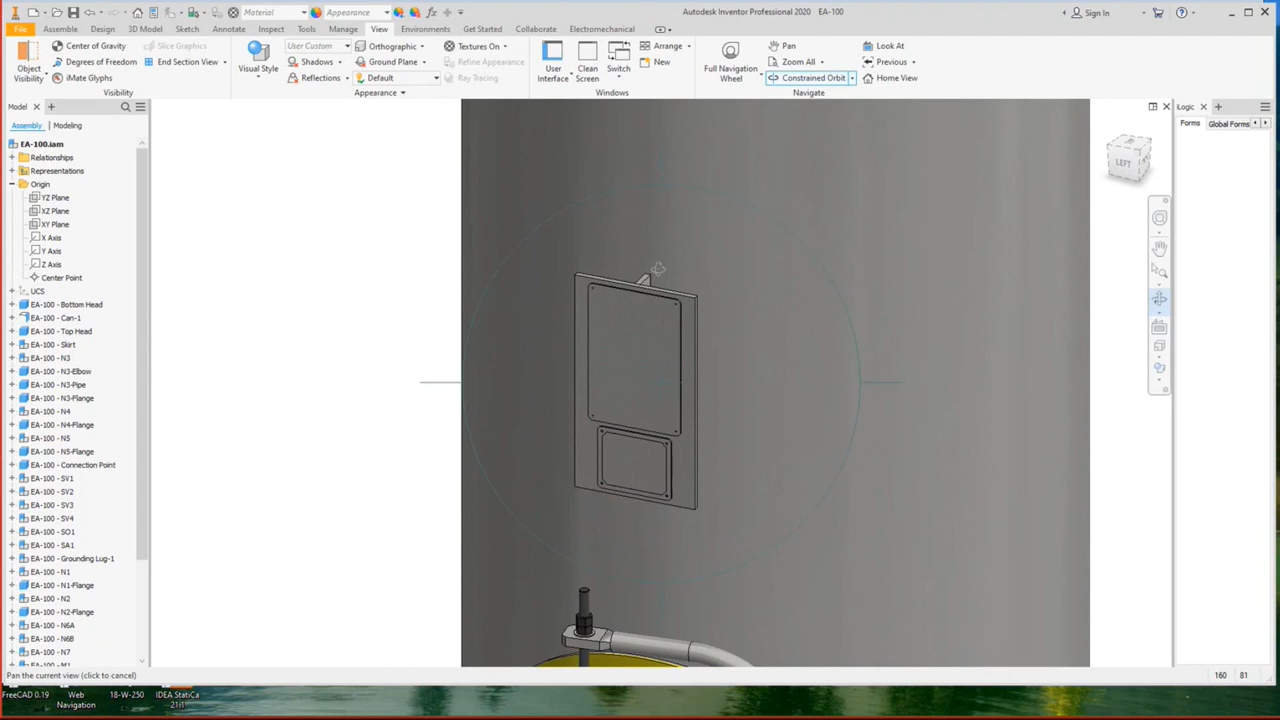 Material
Appearance
Autodesk Inventor Professional 2020 EA-100
Sign In
File
Assemble
Design
3D Model
Sketch
Annotate
Inspect
Tools
Manage
View
Environments
Get Started
Collaborate
Electromechanical
Object Visibility
Center of Gravity
Degrees of Freedom
iMate Glyphs
Slice Graphics
End Section View
Visibility
Visual Style
User Custom
Shadows
Reflections
Orthographic
Ground Plane
Default
Textures On
Refine Appearance
Ray Tracing
Appearance
User Interface
Clean Screen
Switch
Arrange
New
Windows
Full Navigation Wheel
Pan
Zoom All
Constrained Orbit
Look At
Previous
Home View
Navigate
Model
Assembly
Modeling
EA-100.iam
Relationships
Representations
Origin
YZ Plane
XZ Plane
XY Plane
X Axis
Y Axis
Z Axis
Center Point
UCS
EA-100 - Bottom Head
EA-100 - Can-1
EA-100 - Top Head
EA-100 - Skirt
EA-100 - N3
EA-100 - N3-Elbow
EA-100 - N3-Pipe
EA-100 - N3-Flange
EA-100 - N4
EA-100 - N4-Flange
EA-100 - N5
EA-100 - N5-Flange
EA-100 - Connection Point
EA-100 - SV1
EA-100 - SV2
EA-100 - SV3
EA-100 - SV4
EA-100 - SO1
EA-100 - SA1
EA-100 - Grounding Lug-1
EA-100 - N1
EA-100 - N1-Flange
EA-100 - N2
EA-100 - N2-Flange
EA-100 - N6A
EA-100 - N6B
EA-100 - N7
LEFT
Logic
Forms
Global Forms
Pan the current view (click to cancel)
160
81
FreeCAD 0.19
Web Navigation
18-W-250
IDEA StatiCa 21i1